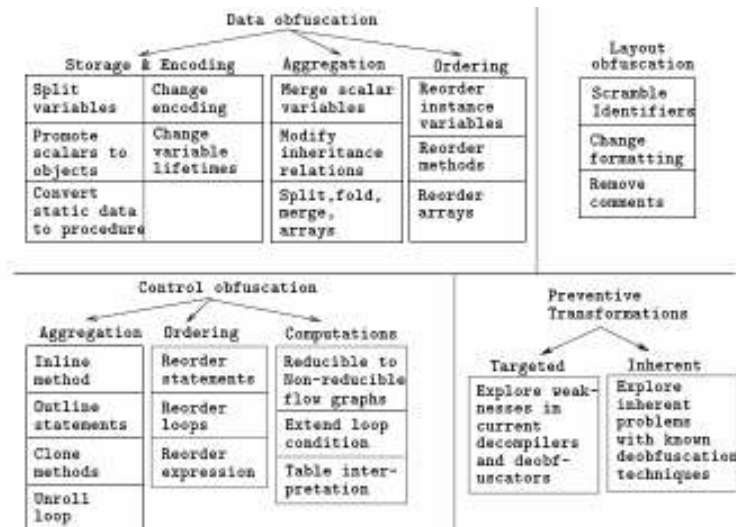 Data obfuscation
Storage & Encoding
Split
variables
Promote
scalars to
objects
Convert
static data
to procedure
Change
encoding
Change
variable
lifetimes
Aggregation
Merge scalar
variables
Modify
inheritance
relations
Split,fold,
merge,
arrays
Ordering
Reorder
instance
variables
Reorder
methods
Reorder
arrays
Layout
obfuscation
Scramble
Identifiers
Change
formatting
Remove
comments
Control obfuscation
Aggregation
Inline
method
Outline
statements
Clone
methods
Unroll
loop
Ordering
Reorder
statements
Reorder
loops
Reorder
expression
Computations
Reducible to
Non-reducible
flow graphs
Extend loop
condition
Table inter-
pretation
Preventive
Transformations
Targeted
Explore weak-
nesses in
current
decompilers
and deobf-
uscators
Inherent
Explore
inherent
problems
with known
deobfuscation
techniques